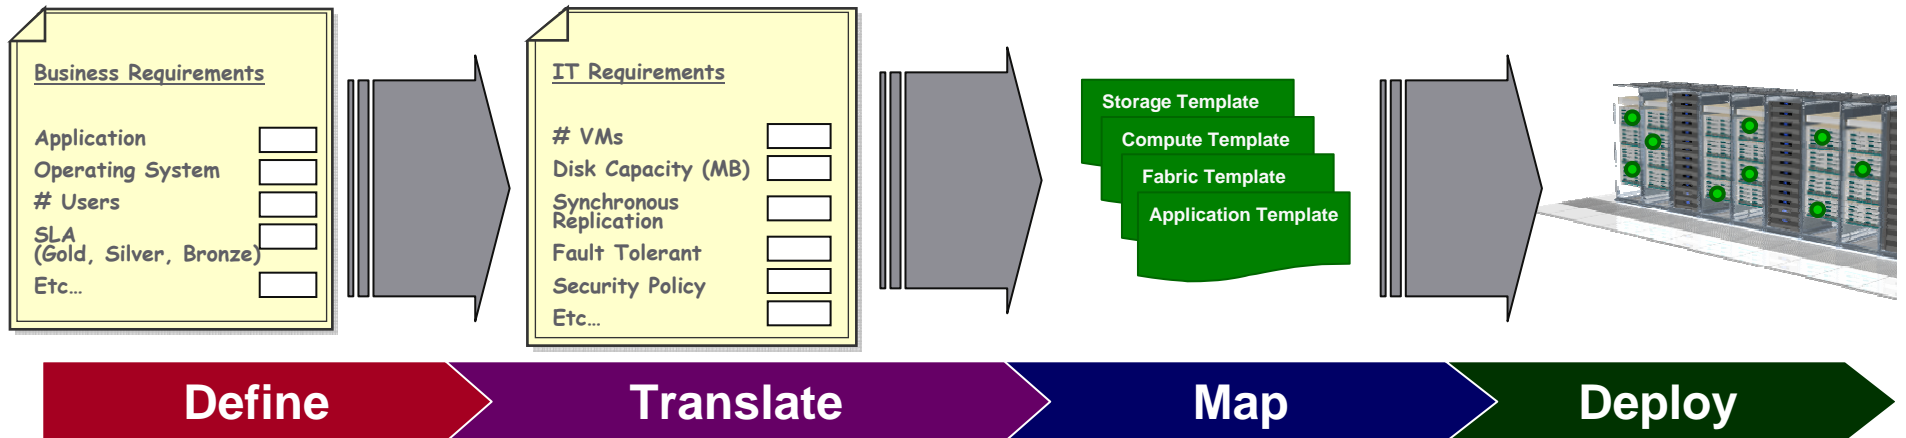 Business Requirements
Application
Operating System
# Users
SLA
(Gold, Silver, Bronze)
Etc…
IT Requirements
# VMs
Disk Capacity (MB)
Synchronous
Replication
Fault Tolerant
Security Policy
Etc…
Storage Template
Compute Template
Fabric Template
Application Template
Define
Translate
Map
Deploy